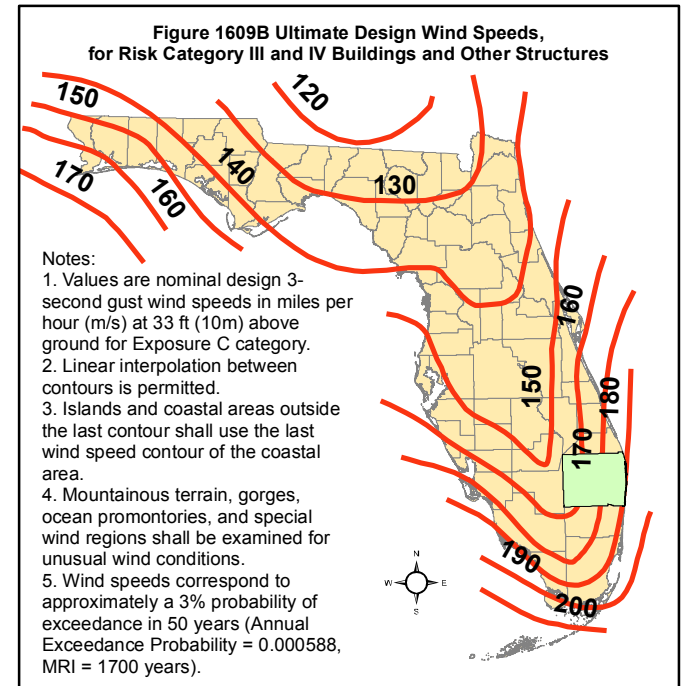 Figure 1609B Ultimate Design Wind Speeds,
for Risk Category III and IV Buildings and Other Structures
150
120
140
130
170
160
Notes:
1. Values are nominal design 3-
second gust wind speeds in miles per
hour (m/s) at 33 ft (10m) above
ground for Exposure C category.
2. Linear interpolation between
contours is permitted.
3. Islands and coastal areas outside
the last contour shall use the last
wind speed contour of the coastal
area.
4. Mountainous terrain, gorges,
ocean promontories, and special
wind regions shall be examined for
unusual wind conditions.
5. Wind speeds correspond to
approximately a 3% probability of
exceedance in 50 years (Annual
Exceedance Probability = 0.000588,
MRI = 1700 years).
160
150
180
170
190
200
N
W E
S